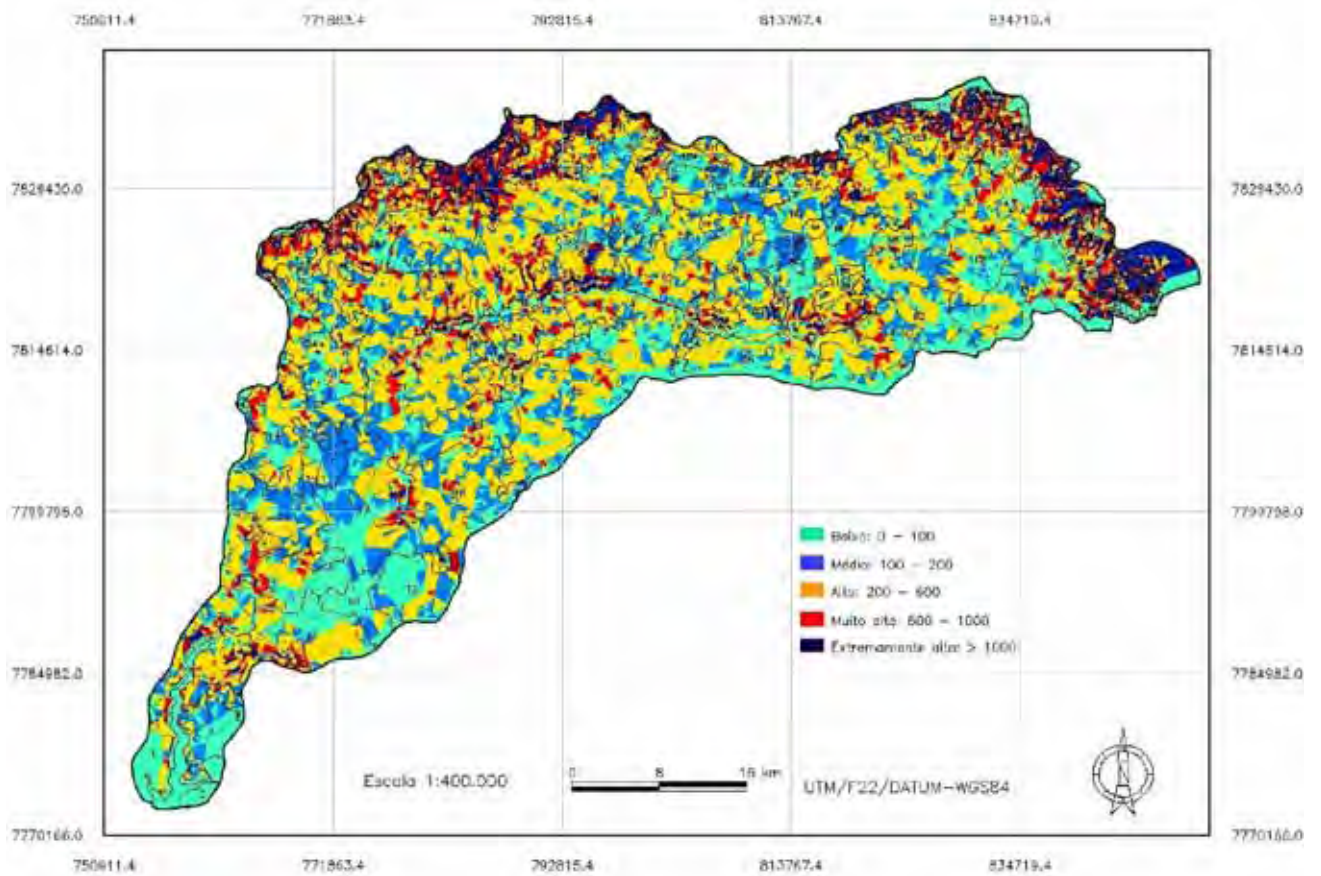 750911.4 771863.4 792815.4 813767.4 834719.4
7829430.0 7829430.0
7814614.0 7814614.0
7799798.0 7799798.0
Baixo: 0 - 100
Médio: 100 - 200
Alto: 200 - 600
Muito alto: 600 - 1000
Extremamente alto: > 1000
7784982.0 7784982.0
Escala 1:400.000
0 8 16 km
UTM/F22/DATUM-WGS84
7770166.0 7770166.0
750911.4 771863.4 792815.4 813767.4 834719.4